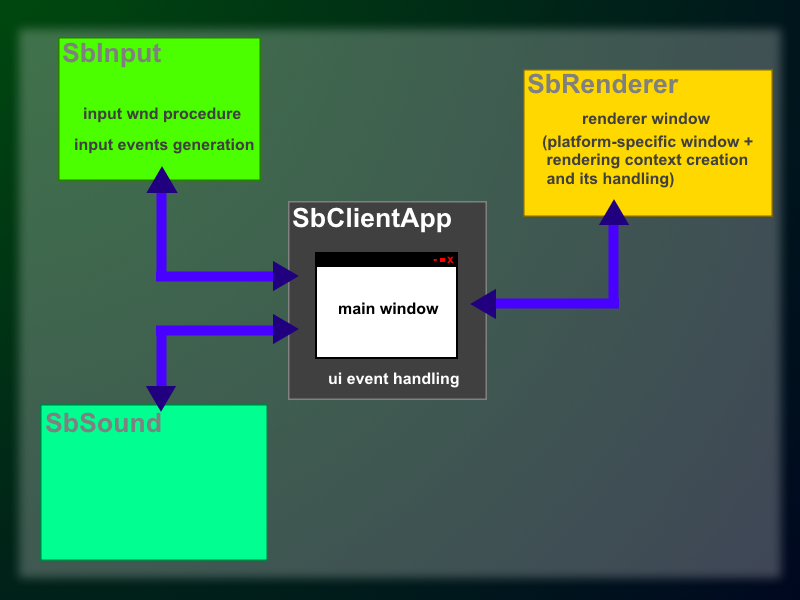 SbInput
input wnd procedure
input events generation
SbRenderer
renderer window
(platform-specific window +
rendering context creation
and its handling)
SbClientApp
-=x
main window
ui event handling
SbSound